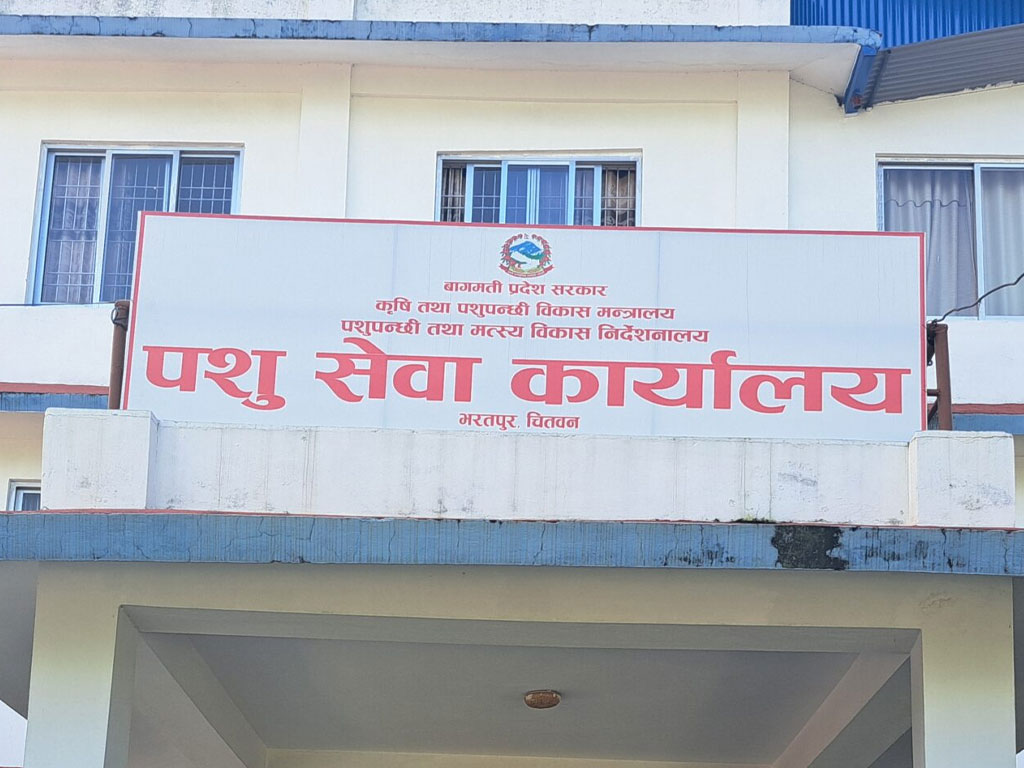 बागमती प्रदेश सरकार
कृषि तथा पशुपन्छी विकास मन्त्रालय
पशुपन्छी तथा मत्स्य विकास निर्देशनालय
पशु सेवा कार्यालय
भरतपुर, चितवन